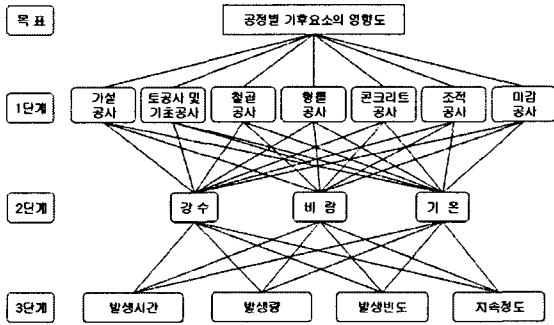 목 표
공정별 기후요소의 영향도
1단계
가설
공사
토공사 및
기초공사
철골
공사
형틀
공사
콘크리트
공사
조적
공사
마감
공사
2단계
강 수
바 람
기 온
3단계
발생시간
발생량
발생빈도
지속정도